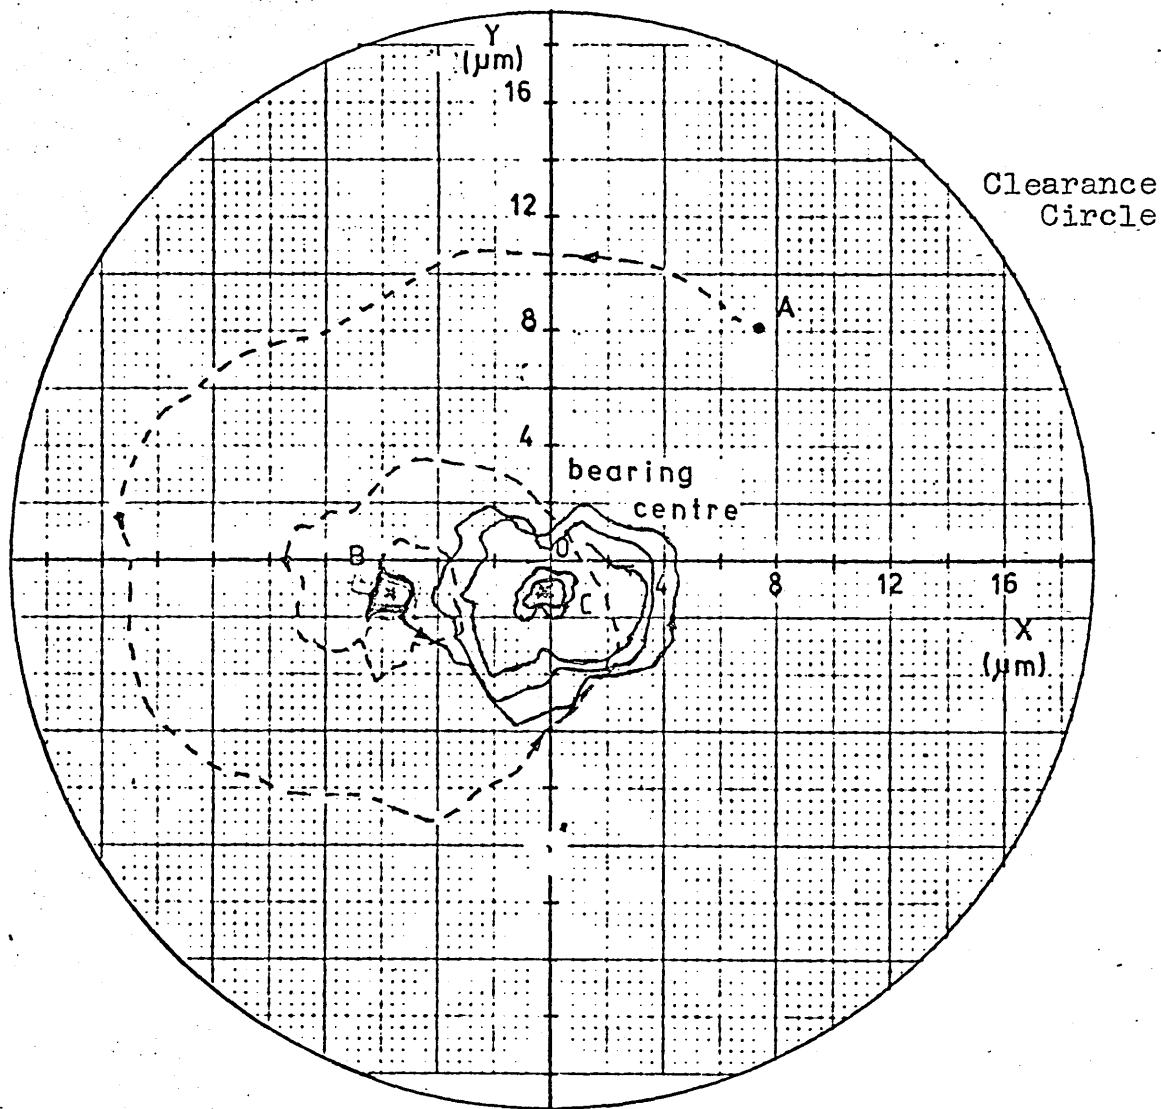 Y
(μm)
16
Clearance
Circle
12
A
8
4
bearing
centre
B
O
4
8
12
16
C
X
(μm)